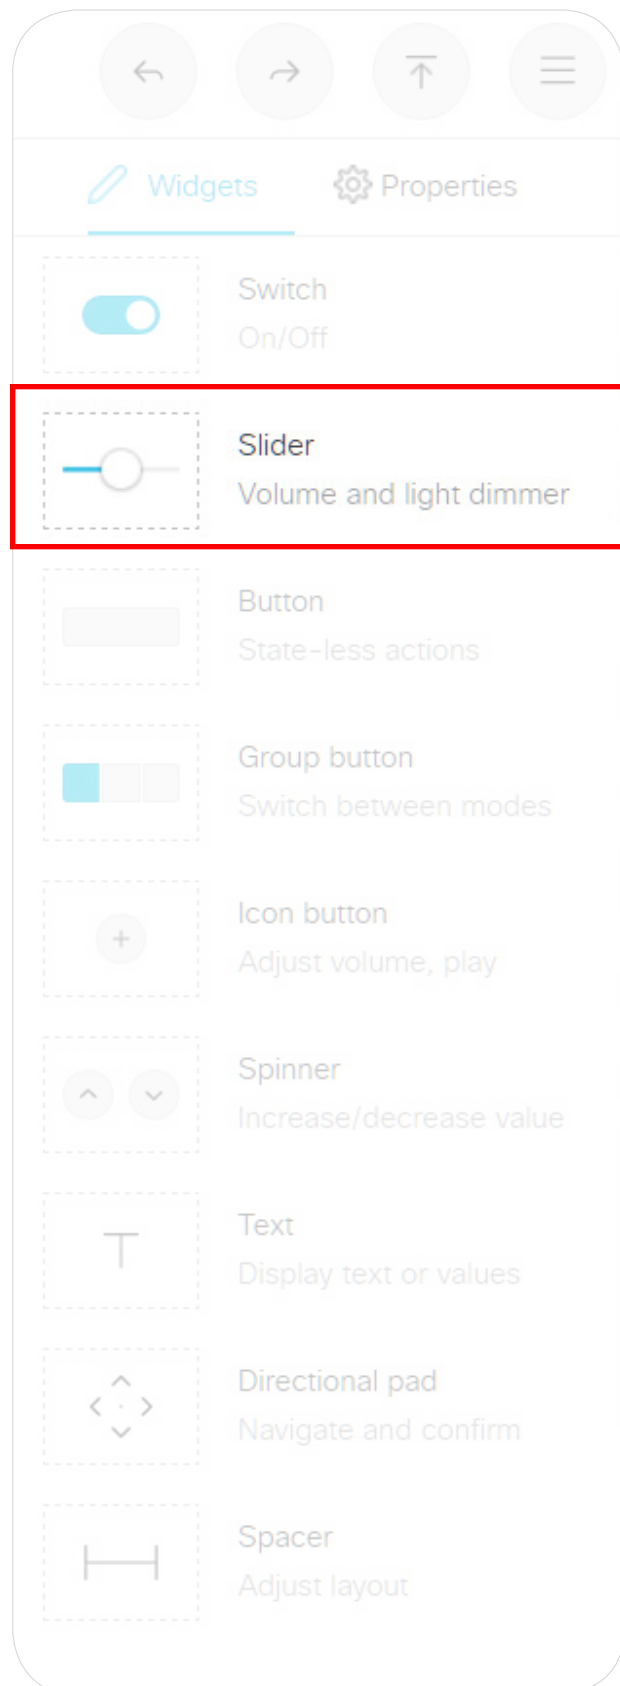 Widgets
Properties
Switch
On/Off
Slider
Volume and light dimmer
Button
State-less actions
Group button
Switch between modes
Icon button
Adjust volume, play
Spinner
Increase/decrease value
Text
Display text or values
Directional pad
Navigate and confirm
Spacer
Adjust layout